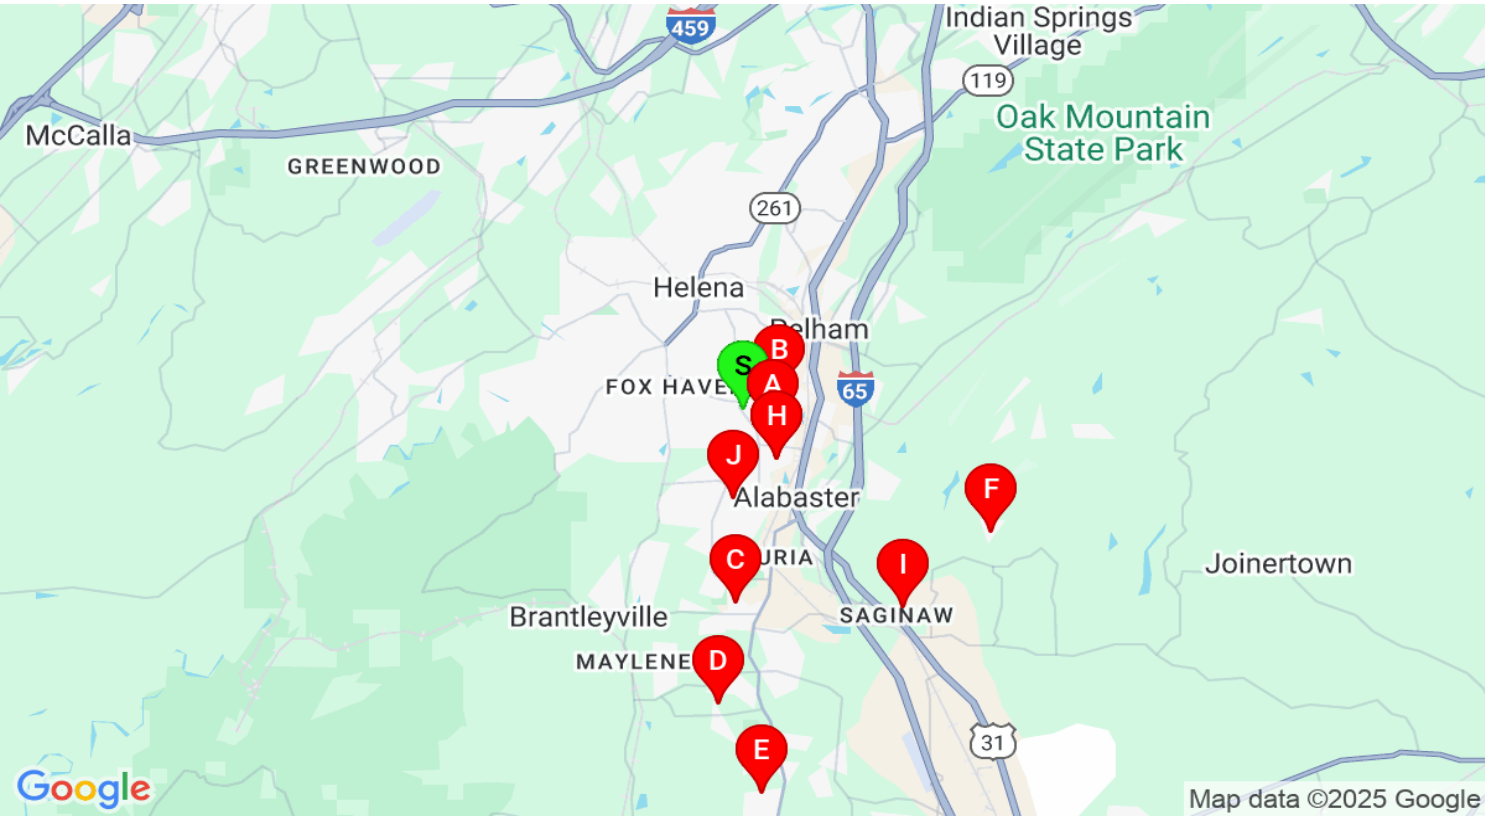 459
Indian Springs
Village
119
McCalla
Oak Mountain
State Park
GREENWOOD
261
Helena
Pelham
B
S
FOX HAVEN
A
65
H
J
Alabaster
F
C
URIA
I
Joinertown
Brantleyville
SAGINAW
MAYLENE
D
31
E
Google
Map data ©2025 Google